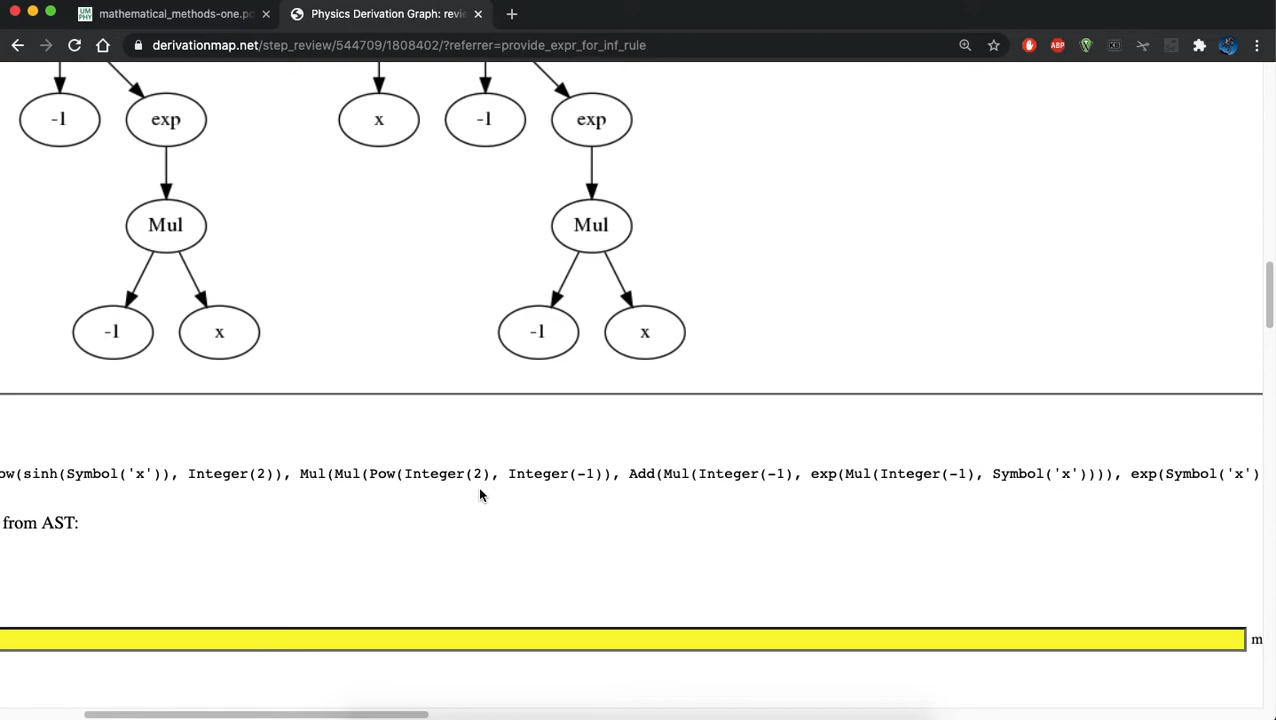 mathematical_methods-one.pc
Physics Derivation Graph: revi
derivationmap.net/step_review/544709/1808402/?referrer=provide_expr_for_inf_rule
ABP
-1 exp x -1 exp
Mul Mul
-1 x -1 x
ow(sinh(Symbol('x')), Integer(2)), Mul(Mul(Pow(Integer(2), Integer(-1)), Add(Mul(Integer(-1), exp(Mul(Integer(-1), Symbol('x')))), exp(Symbol('x')
from AST:
m